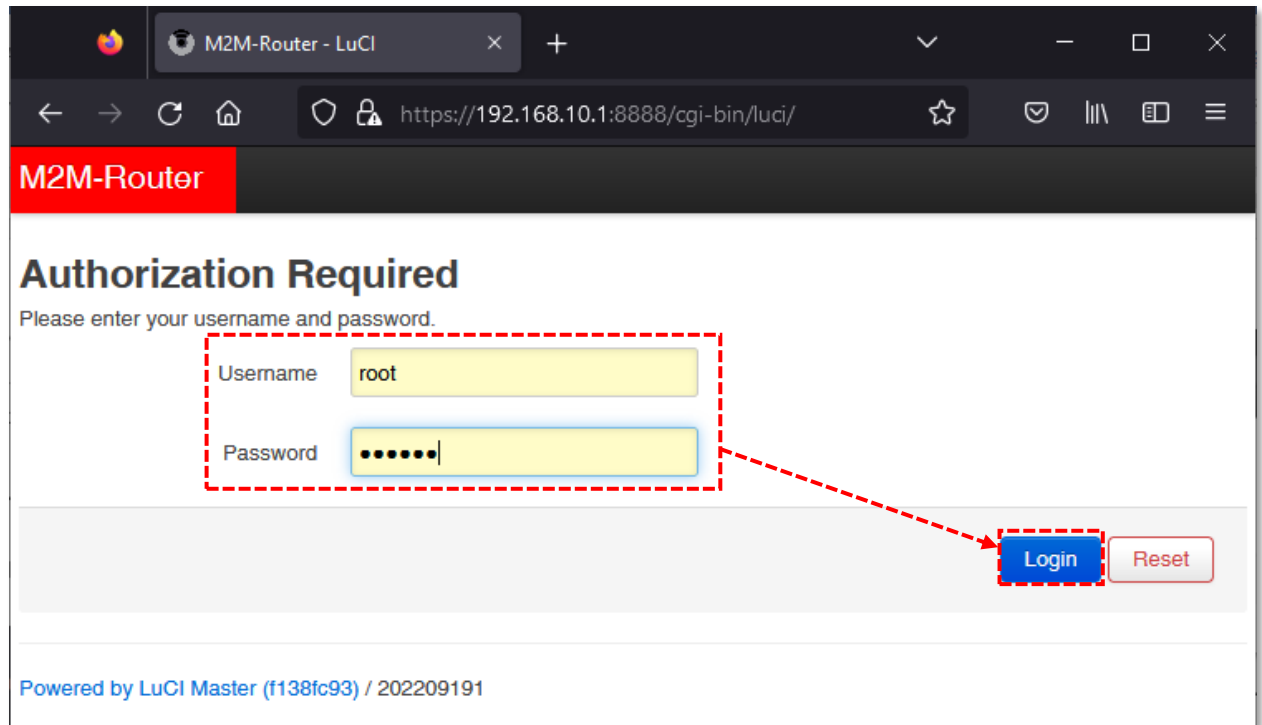 M2M-Router - LuCI
https://192.168.10.1:8888/cgi-bin/luci/
M2M-Router
Authorization Required
Please enter your username and password.
Username root
Password ••••••
Login Reset
Powered by LuCI Master (f138fc93) / 202209191